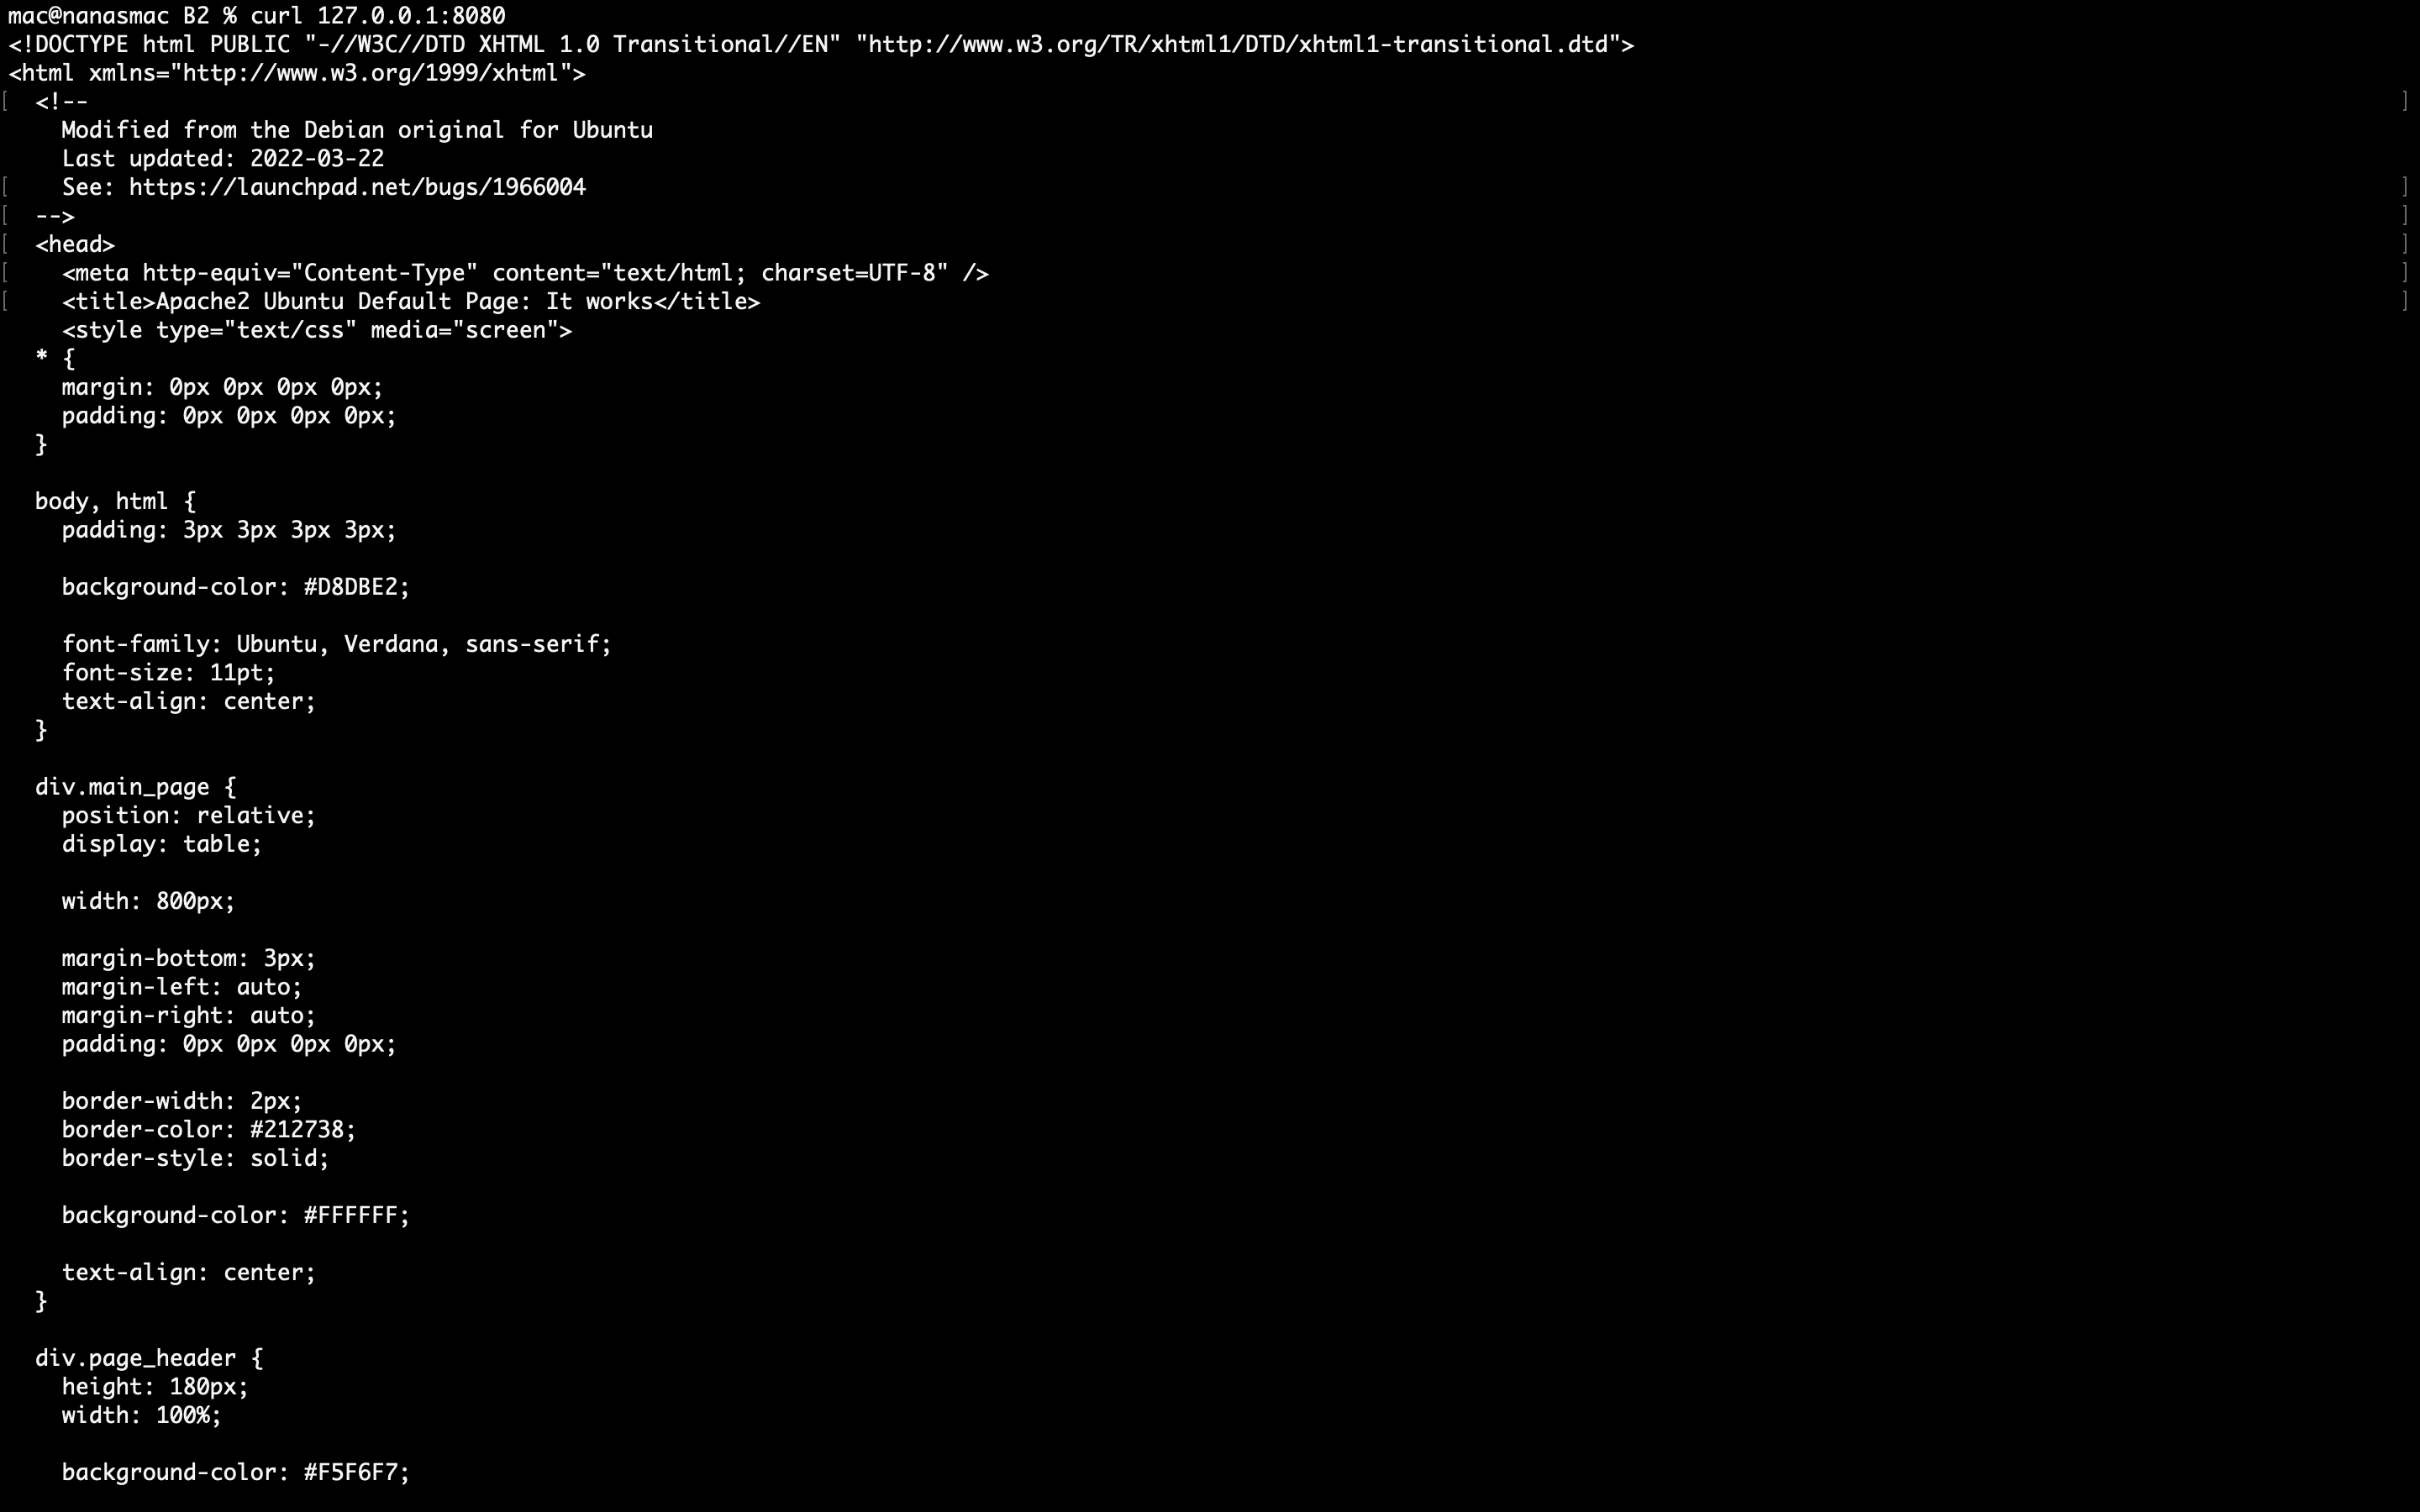 mac@nanasmac B2 % curl 127.0.0.1:8080
<!DOCTYPE html PUBLIC "-//W3C//DTD XHTML 1.0 Transitional//EN" "http://www.w3.org/TR/xhtml1/DTD/xhtml1-transitional.dtd">
<html xmlns="http://www.w3.org/1999/xhtml">
[  <!--                                                                 ]
    Modified from the Debian original for Ubuntu
    Last updated: 2022-03-22
[    See: https://launchpad.net/bugs/1966004                                                                 ]
[  -->                                                                 ]
[  <head>                                                                 ]
[    <meta http-equiv="Content-Type" content="text/html; charset=UTF-8" />                                                                 ]
[    <title>Apache2 Ubuntu Default Page: It works</title>                                                                 ]
    <style type="text/css" media="screen">
  * {
    margin: 0px 0px 0px 0px;
    padding: 0px 0px 0px 0px;
  }

  body, html {
    padding: 3px 3px 3px 3px;

    background-color: #D8DBE2;

    font-family: Ubuntu, Verdana, sans-serif;
    font-size: 11pt;
    text-align: center;
  }

  div.main_page {
    position: relative;
    display: table;

    width: 800px;

    margin-bottom: 3px;
    margin-left: auto;
    margin-right: auto;
    padding: 0px 0px 0px 0px;

    border-width: 2px;
    border-color: #212738;
    border-style: solid;

    background-color: #FFFFFF;

    text-align: center;
  }

  div.page_header {
    height: 180px;
    width: 100%;

    background-color: #F5F6F7;